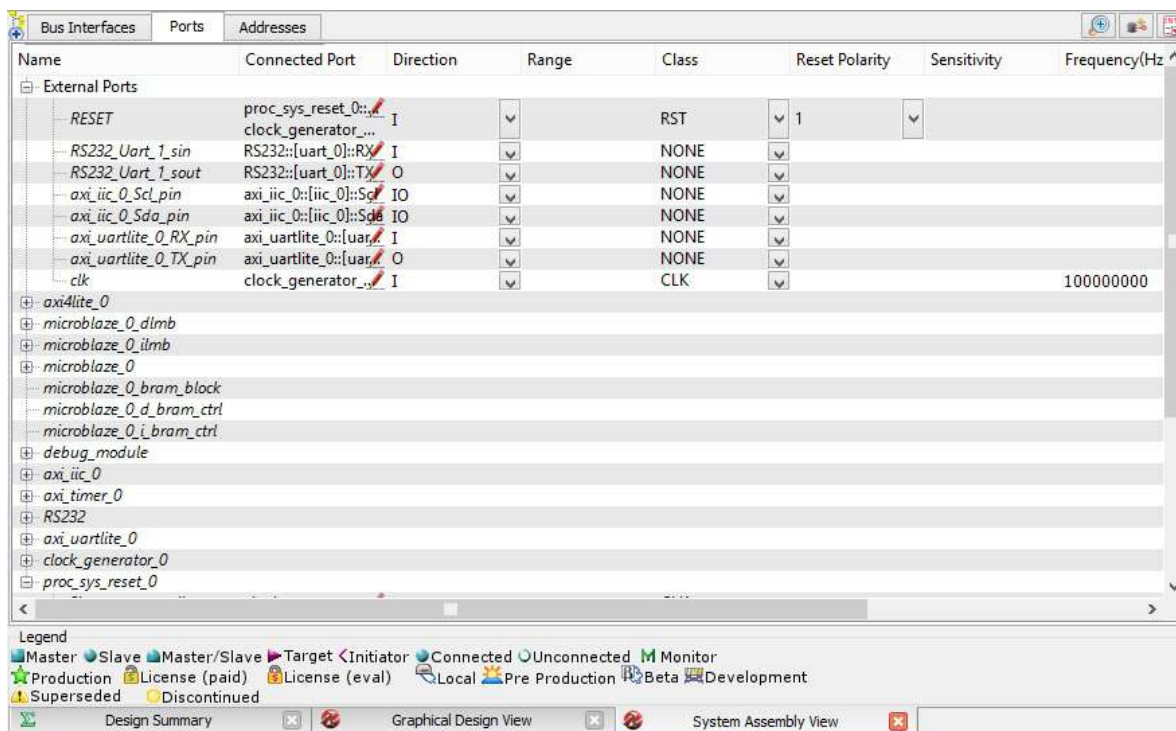 Bus Interfaces Ports Addresses
Name Connected Port Direction Range Class Reset Polarity Sensitivity Frequency(Hz
External Ports
RESET proc_sys_reset_0::... I RST 1
clock_generator_...
RS232_Uart_1_sin RS232::[uart_0]::RX I NONE
RS232_Uart_1_sout RS232::[uart_0]::TX O NONE
axi_iic_0_Scl_pin axi_iic_0::[iic_0]::Scl IO NONE
axi_iic_0_Sda_pin axi_iic_0::[iic_0]::Sda IO NONE
axi_uartlite_0_RX_pin axi_uartlite_0::[uar... I NONE
axi_uartlite_0_TX_pin axi_uartlite_0::[uar... O NONE
clk clock_generator_... I CLK 100000000
axi4lite_0
microblaze_0_dlmb
microblaze_0_ilmb
microblaze_0
microblaze_0_bram_block
microblaze_0_d_bram_ctrl
microblaze_0_i_bram_ctrl
debug_module
axi_iic_0
axi_timer_0
RS232
axi_uartlite_0
clock_generator_0
proc_sys_reset_0
Legend
Master Slave Master/Slave Target Initiator Connected Unconnected M Monitor
Production License (paid) License (eval) Local Pre Production Beta Development
Superseded Discontinued
Design Summary Graphical Design View System Assembly View